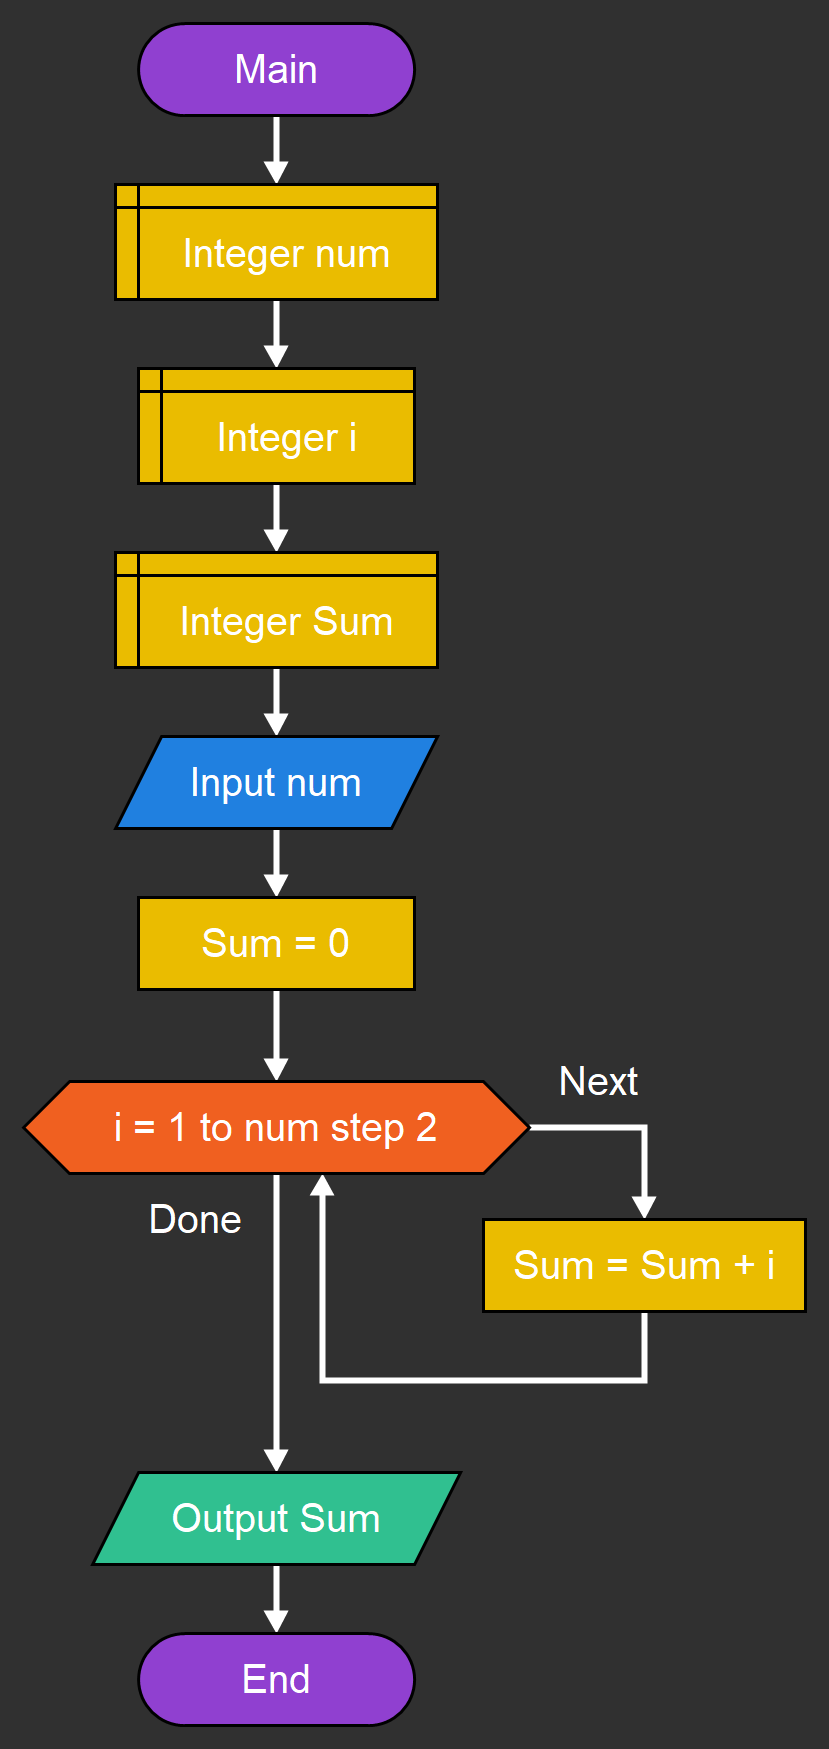 Main
Integer num
Integer i
Integer Sum
Input num
Sum = 0
i = 1 to num step 2
Next
Done
Sum = Sum + i
Output Sum
End